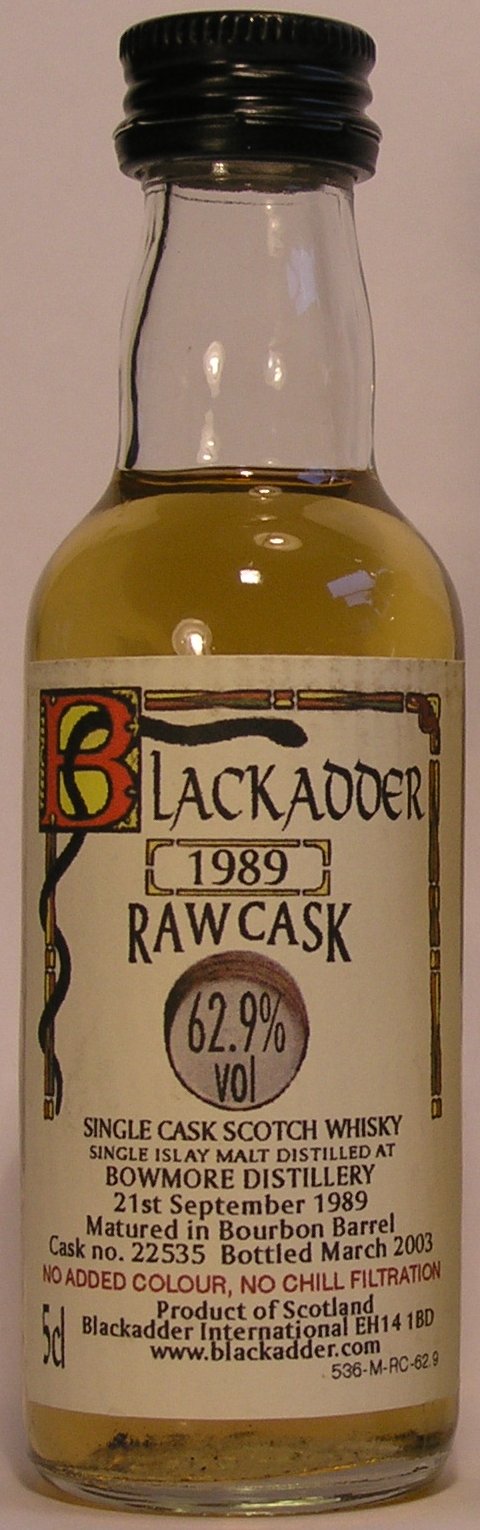 BLACKADDER
1989
RAW CASK
62.9%
vol
SINGLE CASK SCOTCH WHISKY
SINGLE ISLAY MALT DISTILLED AT
BOWMORE DISTILLERY
21st September 1989
Matured in Bourbon Barrel
Cask no. 22535 Bottled March 2003
NO ADDED COLOUR, NO CHILL FILTRATION
Product of Scotland
5cl Blackadder International EH14 1BD
www.blackadder.com
536-M-RC-62.9